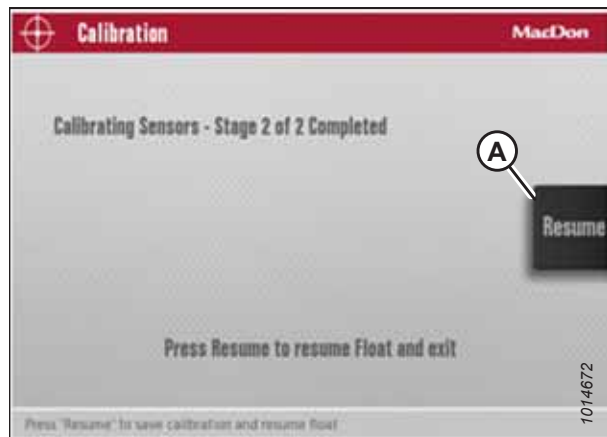 Calibration
MacDon
Calibrating Sensors - Stage 2 of 2 Completed
A
Resume
Press Resume to resume Float and exit
1014672
Press 'Resume' to save calibration and resume float